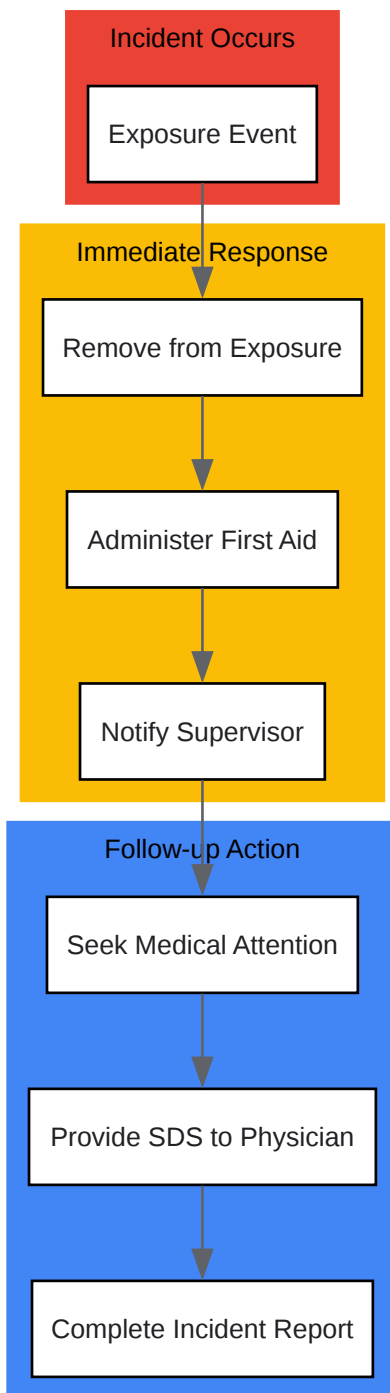 Incident Occurs
Exposure Event
Immediate Response
Remove from Exposure
Administer First Aid
Notify Supervisor
Follow-up Action
Seek Medical Attention
Provide SDS to Physician
Complete Incident Report